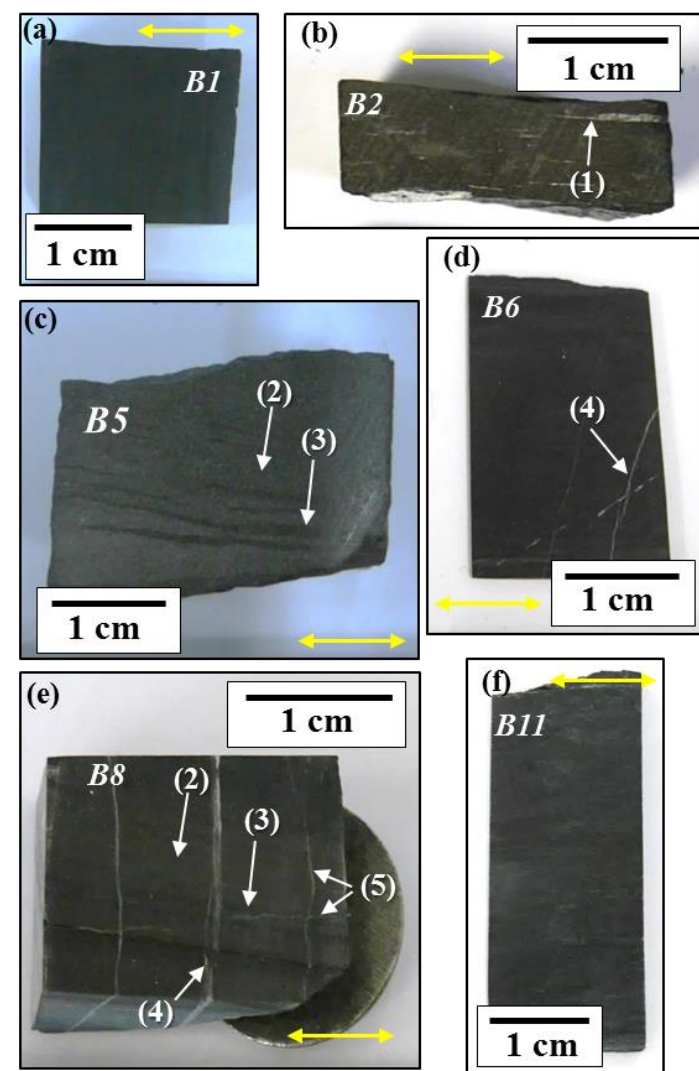 (a)
B1
1 cm
(b)
1 cm
B2
(1)
(c)
B5
(2)
(3)
1 cm
(d)
B6
(4)
1 cm
(e)
1 cm
B8
(2)
(3)
(5)
(4)
(f)
B11
1 cm